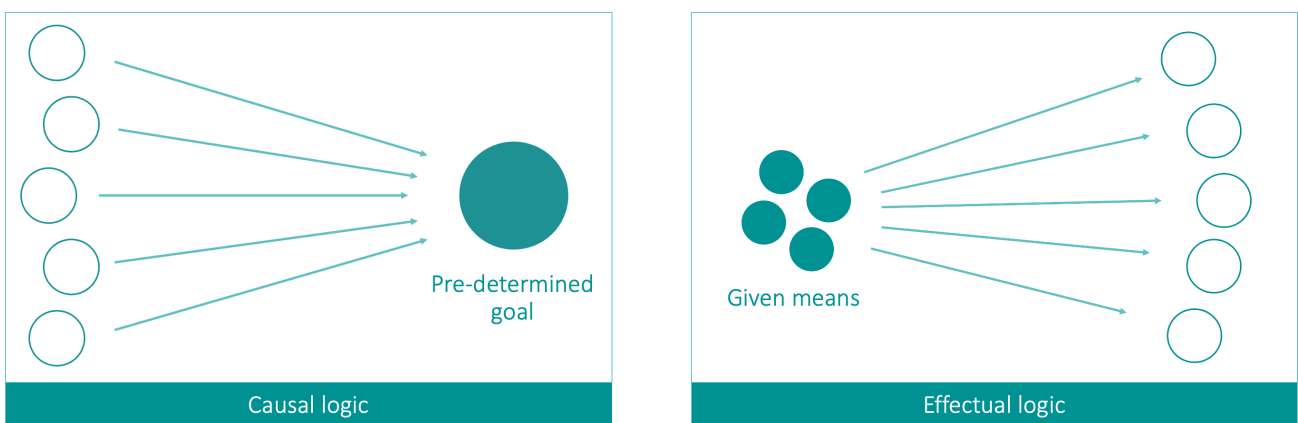 Pre-determined
goal
Causal logic
Given means
Effectual logic